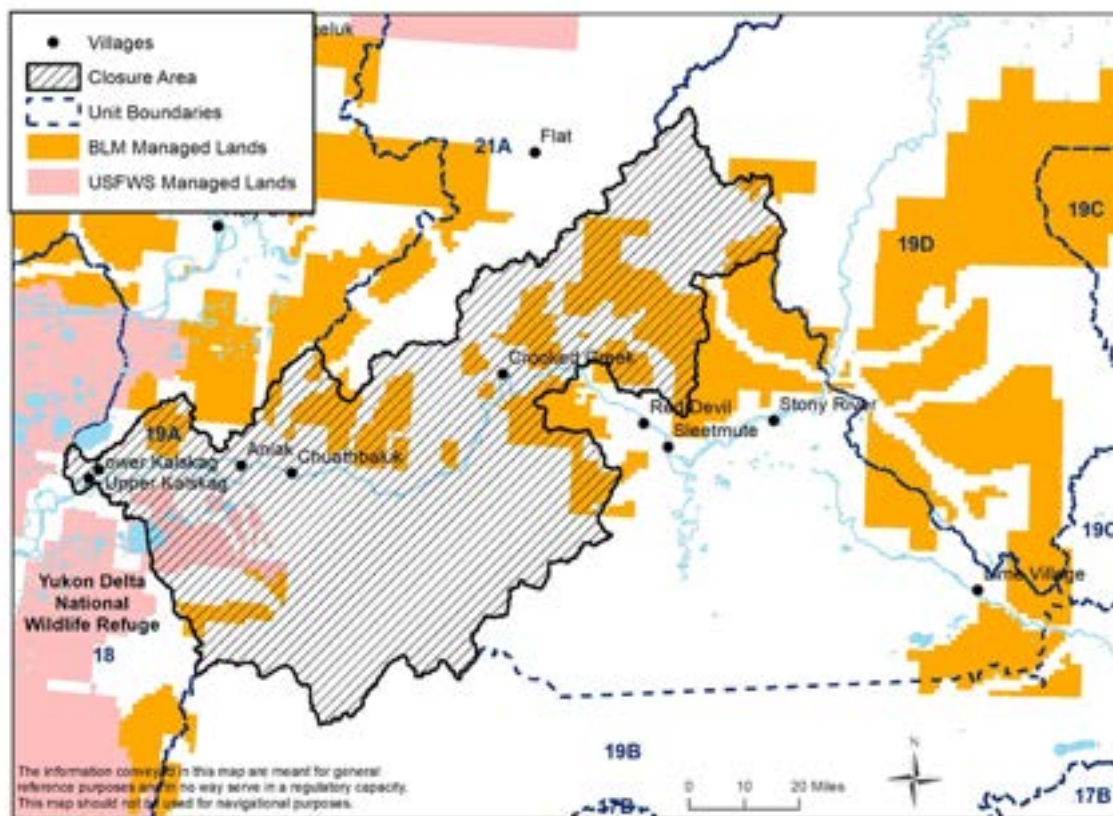 Villages
Closure Area
Unit Boundaries
BLM Managed Lands
USFWS Managed Lands
geluk
21A
Flat
19C
19D
Crooked Creek
Red Devil
Stony River
Sleetmute
19A
Aniak
Chuathbaluk
ower Kalskag
Upper Kalskag
19C
Lime Village
Yukon Delta
National
Wildlife Refuge
18
19B
N
The information conveyed in this map are meant for general
reference purposes and in no way serve in a regulatory capacity.
This map should not be used for navigational purposes.
0 10 20 Miles
17B
17B